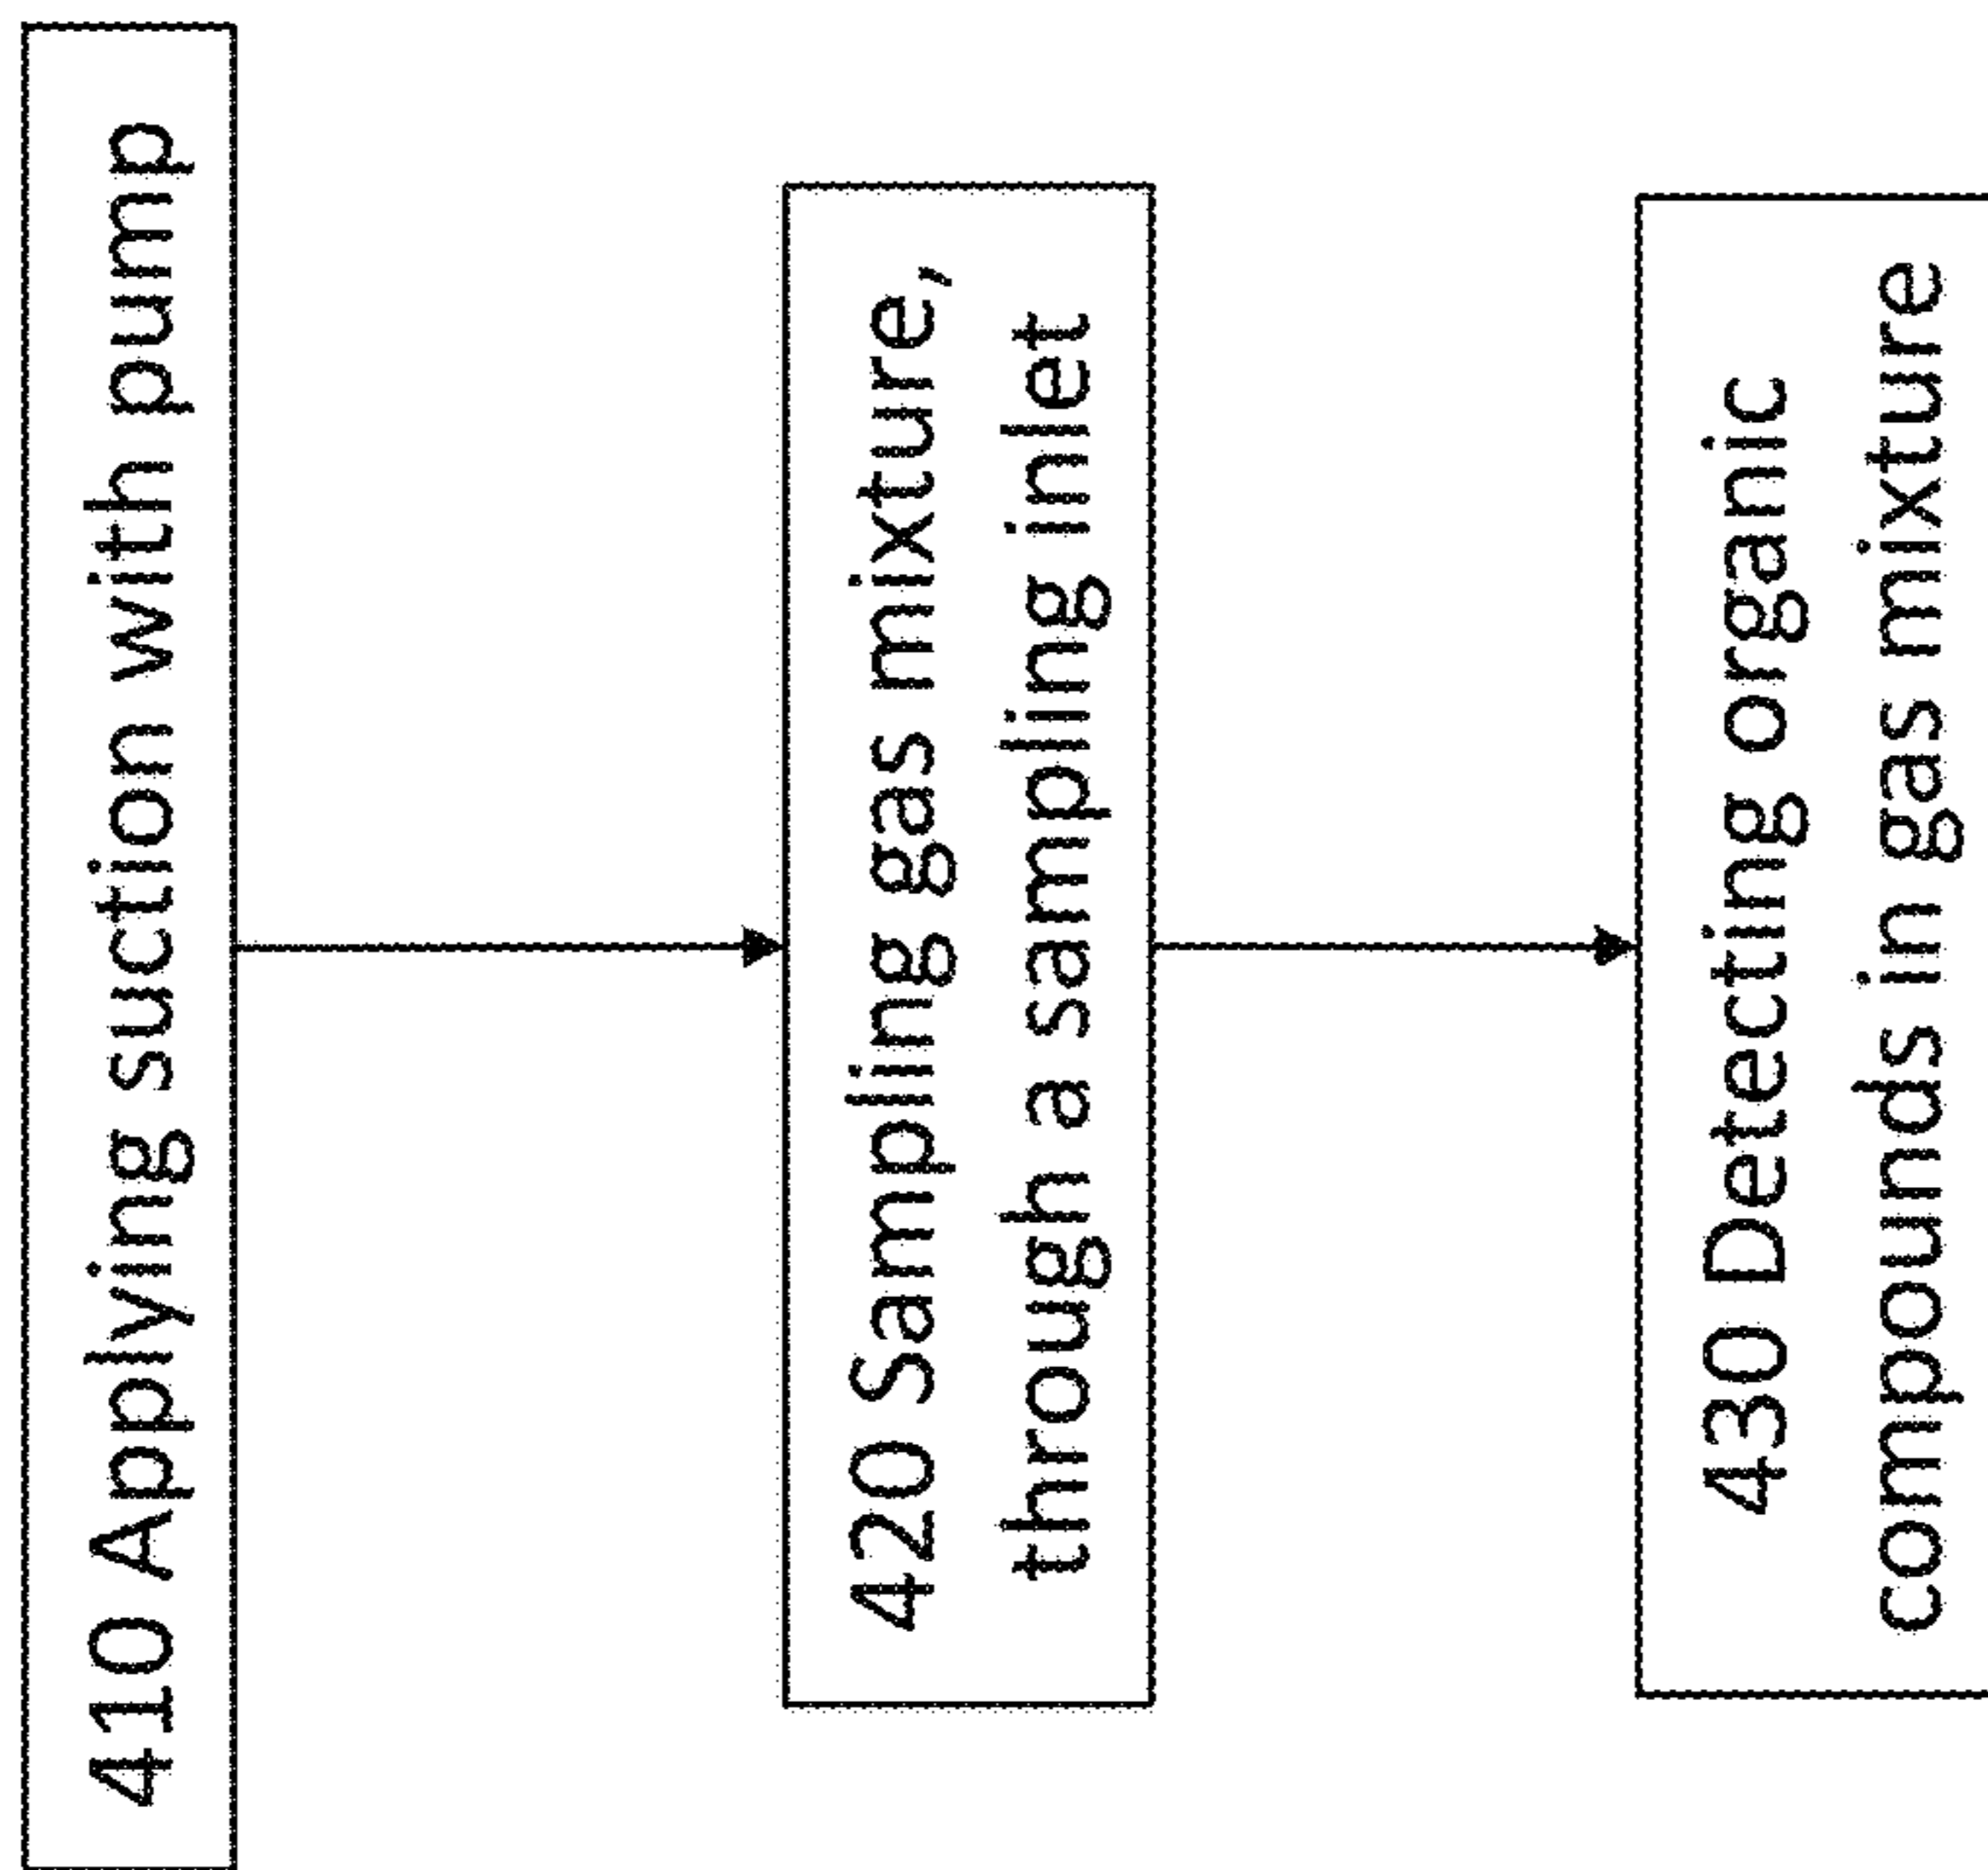 410 Applying suction with pump
420 Sampling gas mixture,
through a sampling inlet
430 Detecting organic
compounds in gas mixture